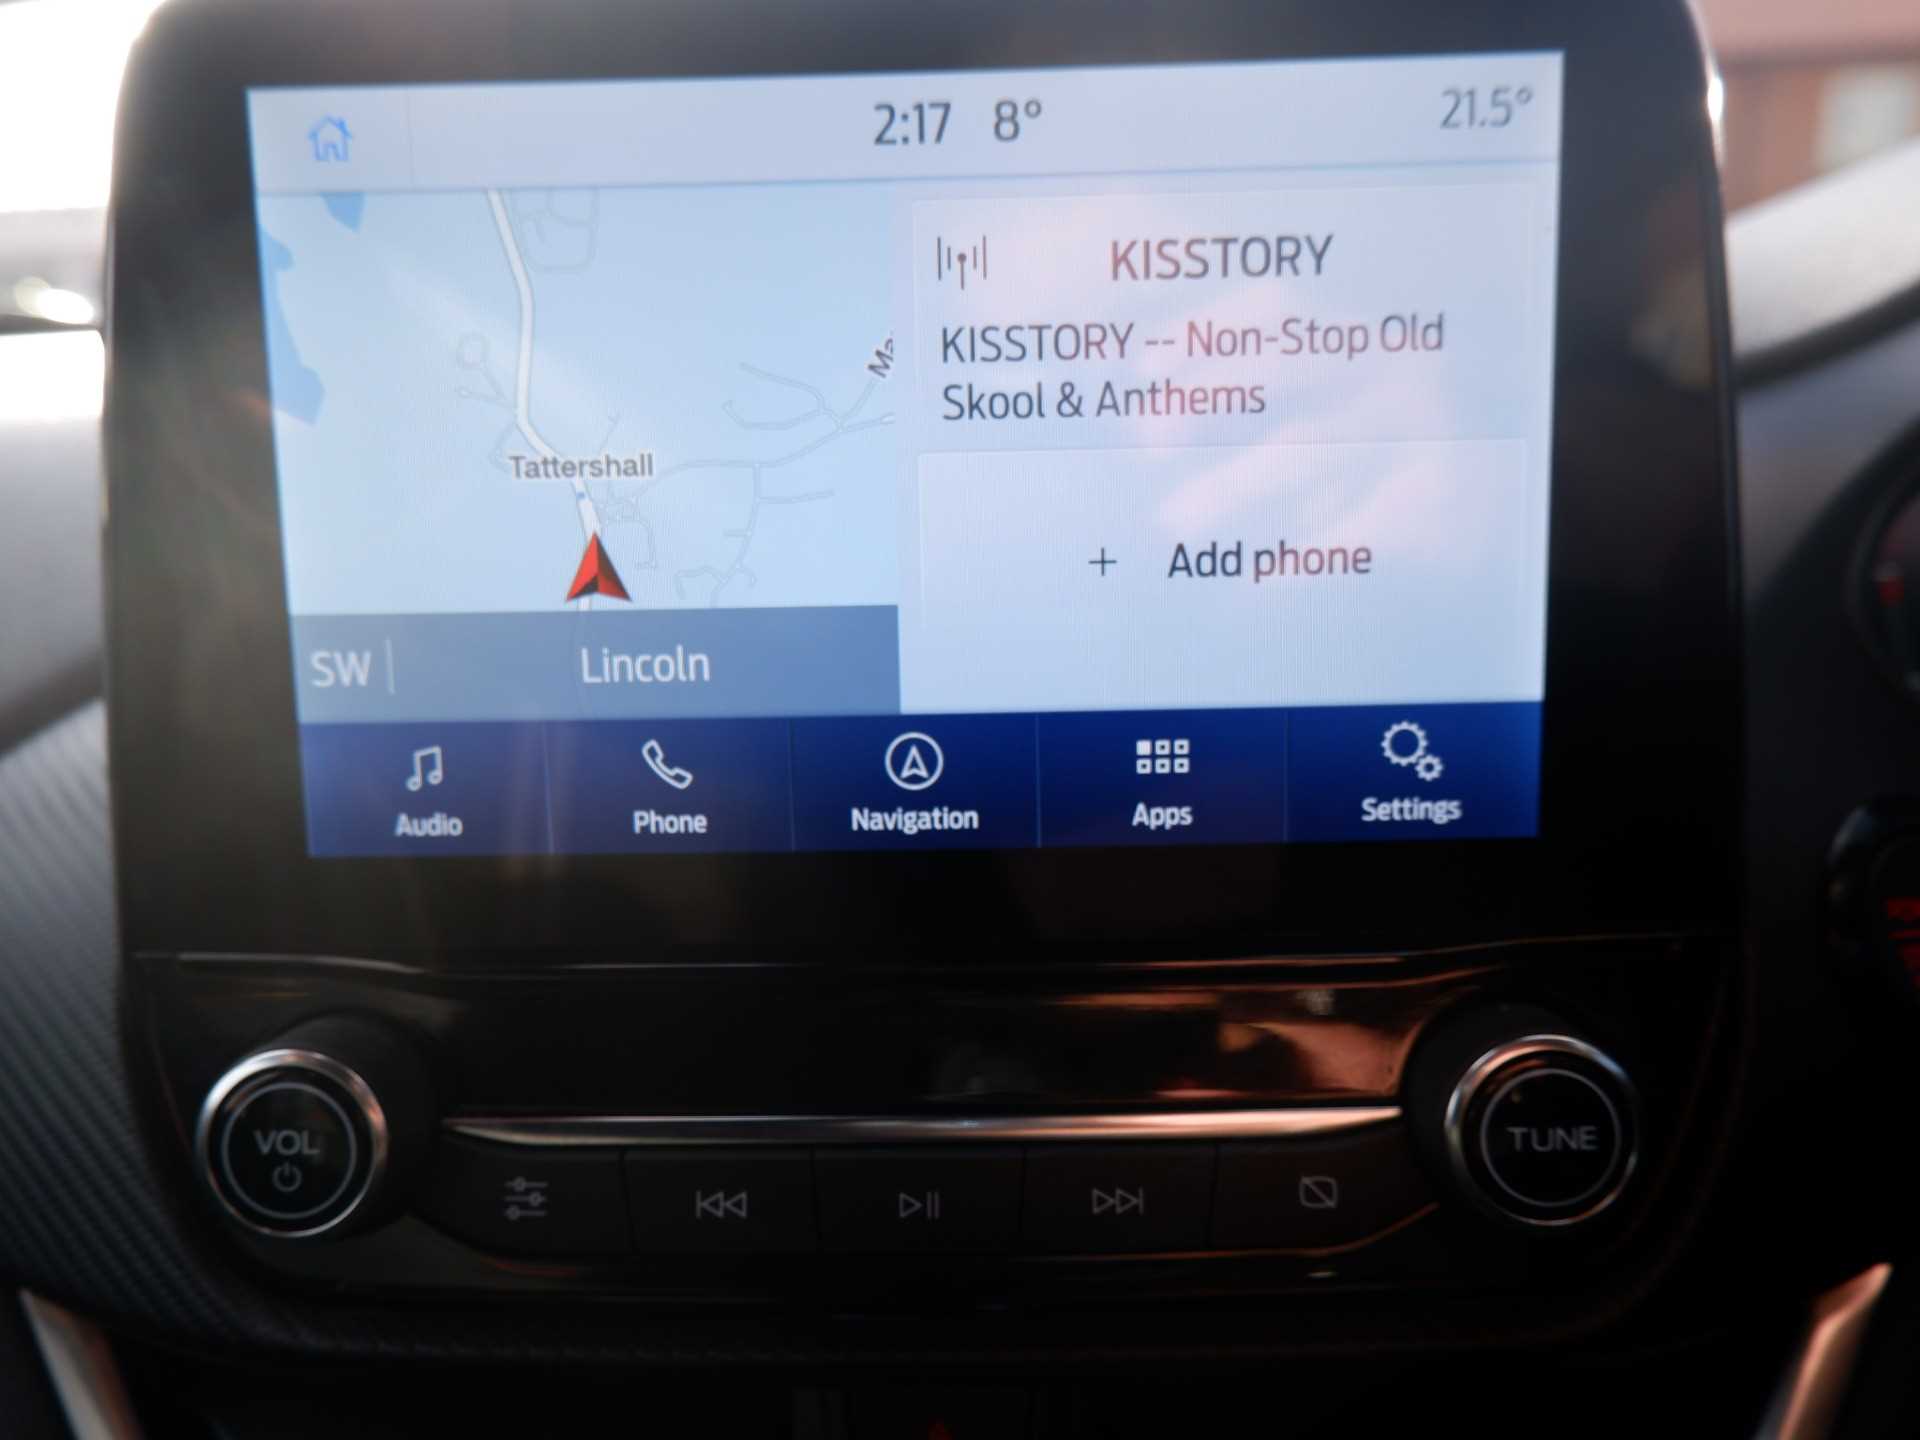 2:17 8° 21.5°
KISSTORY
KISSTORY -- Non-Stop Old
Skool & Anthems
Tattershall
Add phone
SW
Lincoln
Audio
Phone
Navigation
Apps
Settings
VOL
TUNE